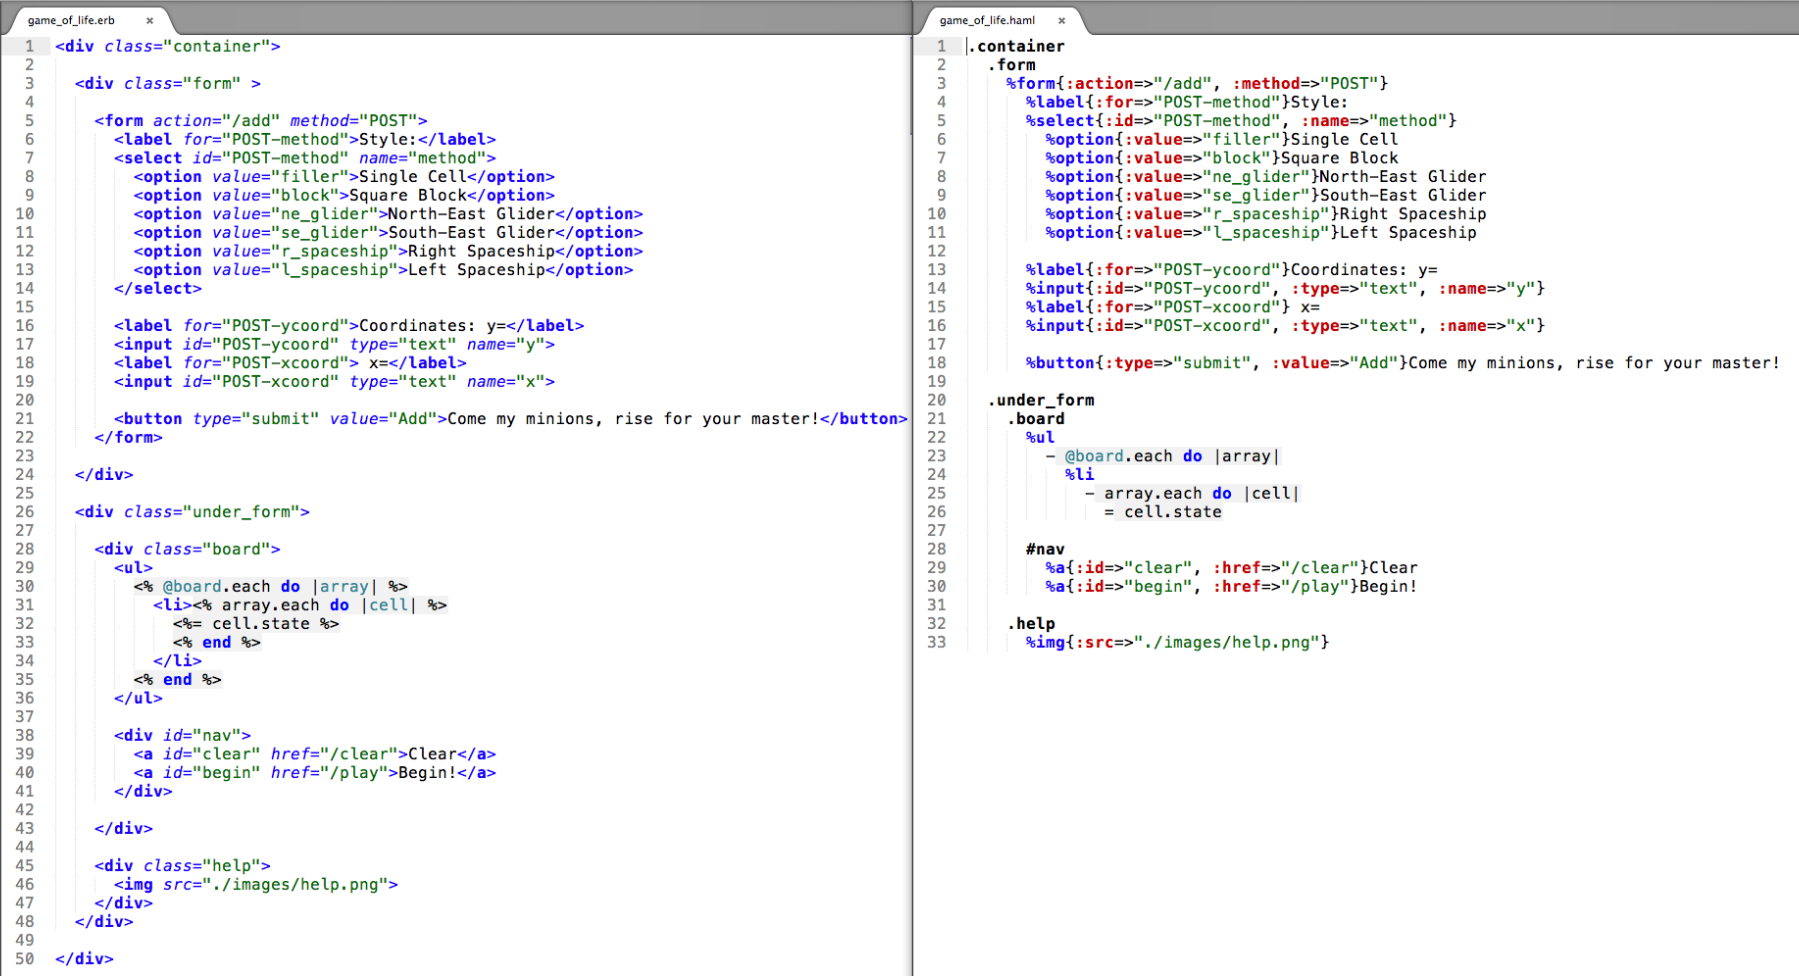 game_of_life.erb ×
1 <div class="container">
2
3 <div class="form" >
4
5 <form action="/add" method="POST">
6 <label for="POST-method">Style:</label>
7 <select id="POST-method" name="method">
8 <option value="filler">Single Cell</option>
9 <option value="block">Square Block</option>
10 <option value="ne_glider">North-East Glider</option>
11 <option value="se_glider">South-East Glider</option>
12 <option value="r_spaceship">Right Spaceship</option>
13 <option value="l_spaceship">Left Spaceship</option>
14 </select>
15
16 <label for="POST-ycoord">Coordinates: y=</label>
17 <input id="POST-ycoord" type="text" name="y">
18 <label for="POST-xcoord"> x=</label>
19 <input id="POST-xcoord" type="text" name="x">
20
21 <button type="submit" value="Add">Come my minions, rise for your master!</button>
22 </form>
23
24 </div>
25
26 <div class="under_form">
27
28 <div class="board">
29 <ul>
30 <% @board.each do |array| %>
31 <li><% array.each do |cell| %>
32 <%= cell.state %>
33 <% end %>
34 </li>
35 <% end %>
36 </ul>
37
38 <div id="nav">
39 <a id="clear" href="/clear">Clear</a>
40 <a id="begin" href="/play">Begin!</a>
41 </div>
42
43 </div>
44
45 <div class="help">
46 <img src="./images/help.png">
47 </div>
48 </div>
49
50 </div>
game_of_life.haml ×
1 .container
2 .form
3 %form{:action=>"/add", :method=>"POST"}
4 %label{:for=>"POST-method"}Style:
5 %select{:id=>"POST-method", :name=>"method"}
6 %option{:value=>"filler"}Single Cell
7 %option{:value=>"block"}Square Block
8 %option{:value=>"ne_glider"}North-East Glider
9 %option{:value=>"se_glider"}South-East Glider
10 %option{:value=>"r_spaceship"}Right Spaceship
11 %option{:value=>"l_spaceship"}Left Spaceship
12
13 %label{:for=>"POST-ycoord"}Coordinates: y=
14 %input{:id=>"POST-ycoord", :type=>"text", :name=>"y"}
15 %label{:for=>"POST-xcoord"} x=
16 %input{:id=>"POST-xcoord", :type=>"text", :name=>"x"}
17
18 %button{:type=>"submit", :value=>"Add"}Come my minions, rise for your master!
19
20 .under_form
21 .board
22 %ul
23 - @board.each do |array|
24 %li
25 - array.each do |cell|
26 = cell.state
27
28 #nav
29 %a{:id=>"clear", :href=>"/clear"}Clear
30 %a{:id=>"begin", :href=>"/play"}Begin!
31
32 .help
33 %img{:src=>"./images/help.png"}